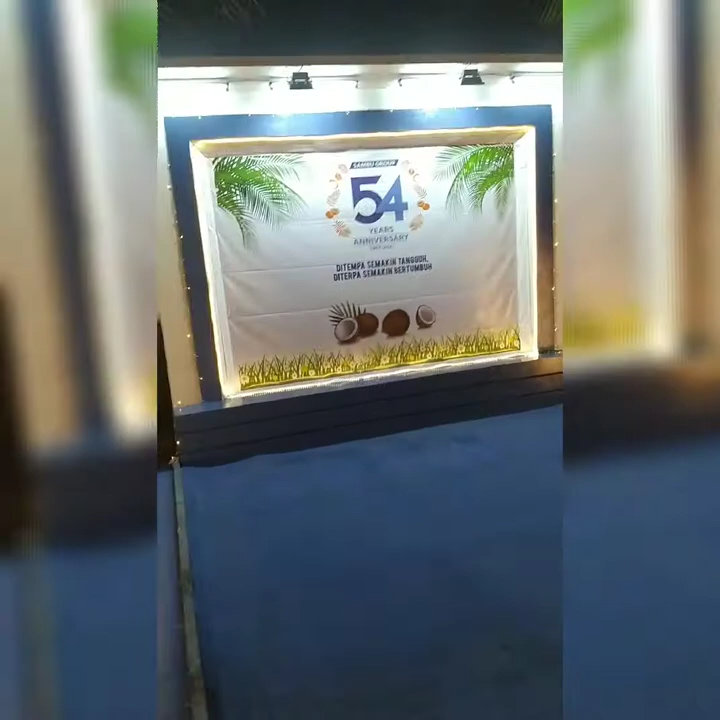 SAMBU GROUP
54
YEARS
ANNIVERSARY
DITEMPA SEMAKIN TANGGUH,
DITERPA SEMAKIN BERTUMBUH